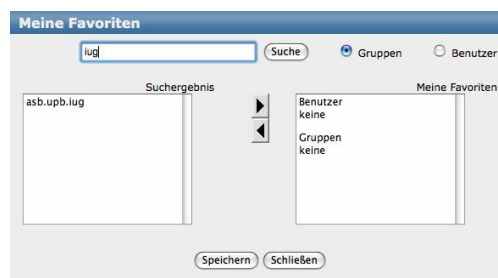 Meine Favoriten
iug Suche Gruppen Benutzer
Suchergebnis Meine Favoriten
asb.upb.iug
Benutzer
keine
Gruppen
keine
Speichern Schließen